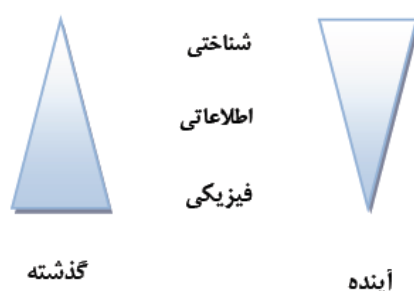 شناختی
اطلاعاتی
فیزیکی
گذشته
آینده